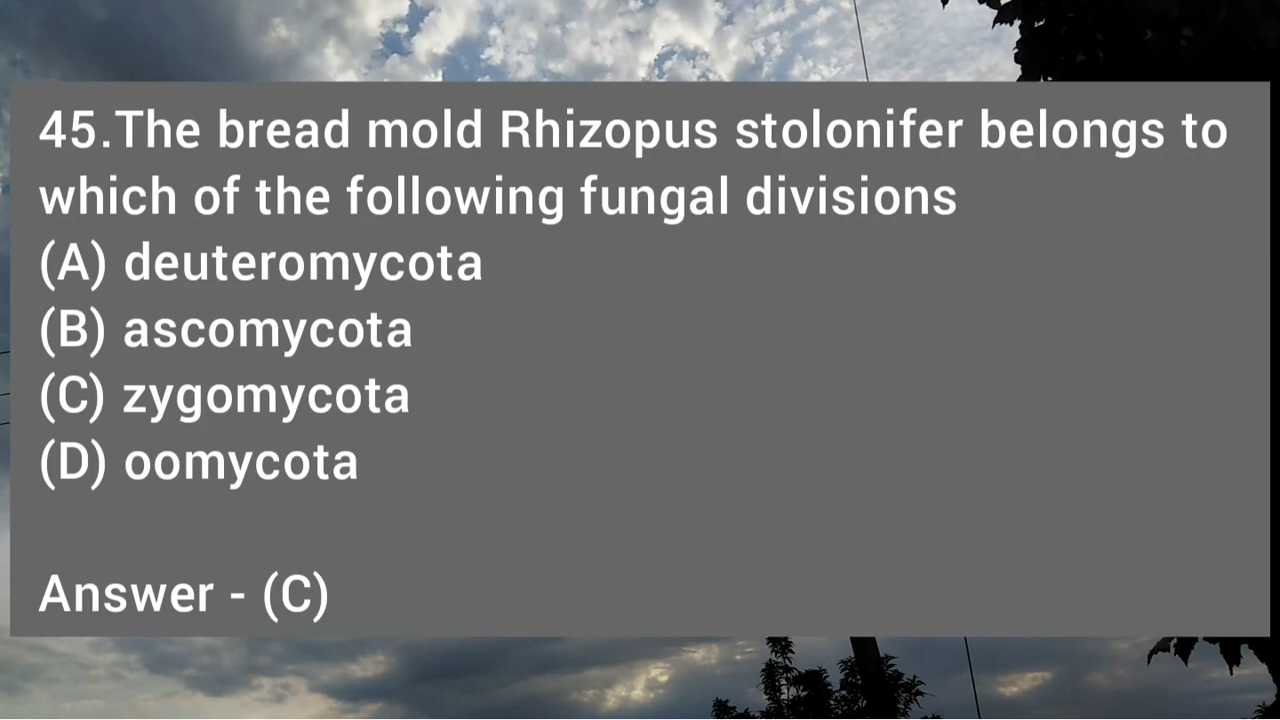 45.The bread mold Rhizopus stolonifer belongs to
which of the following fungal divisions
(A) deuteromycota
(B) ascomycota
(C) zygomycota
(D) oomycota
Answer - (C)